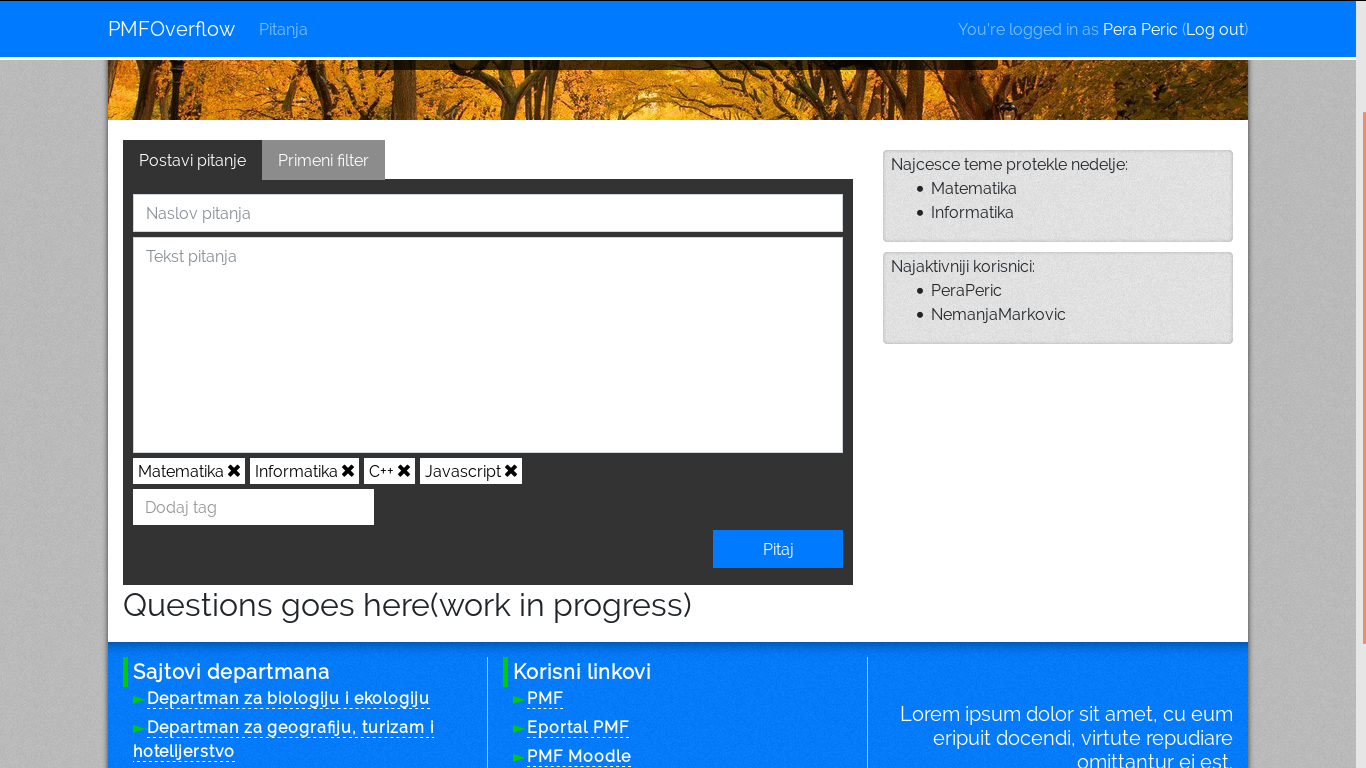 PMFOverflow Pitanja You're logged in as Pera Peric (Log out)
Postavi pitanje Primeni filter
Naslov pitanja
Tekst pitanja
Matematika ✖ Informatika ✖ C++ ✖ Javascript ✖
Dodaj tag
Pitaj
Questions goes here(work in progress)
Najcesce teme protekle nedelje:
Matematika
Informatika
Najaktivniji korisnici:
PeraPeric
NemanjaMarkovic
Sajtovi departmana
Departman za biologiju i ekologiju
Departman za geografiju, turizam i
hotelijerstvo
Korisni linkovi
PMF
Eportal PMF
PMF Moodle
Lorem ipsum dolor sit amet, cu eum
eripuit docendi, virtute repudiare
omittantur ei est.